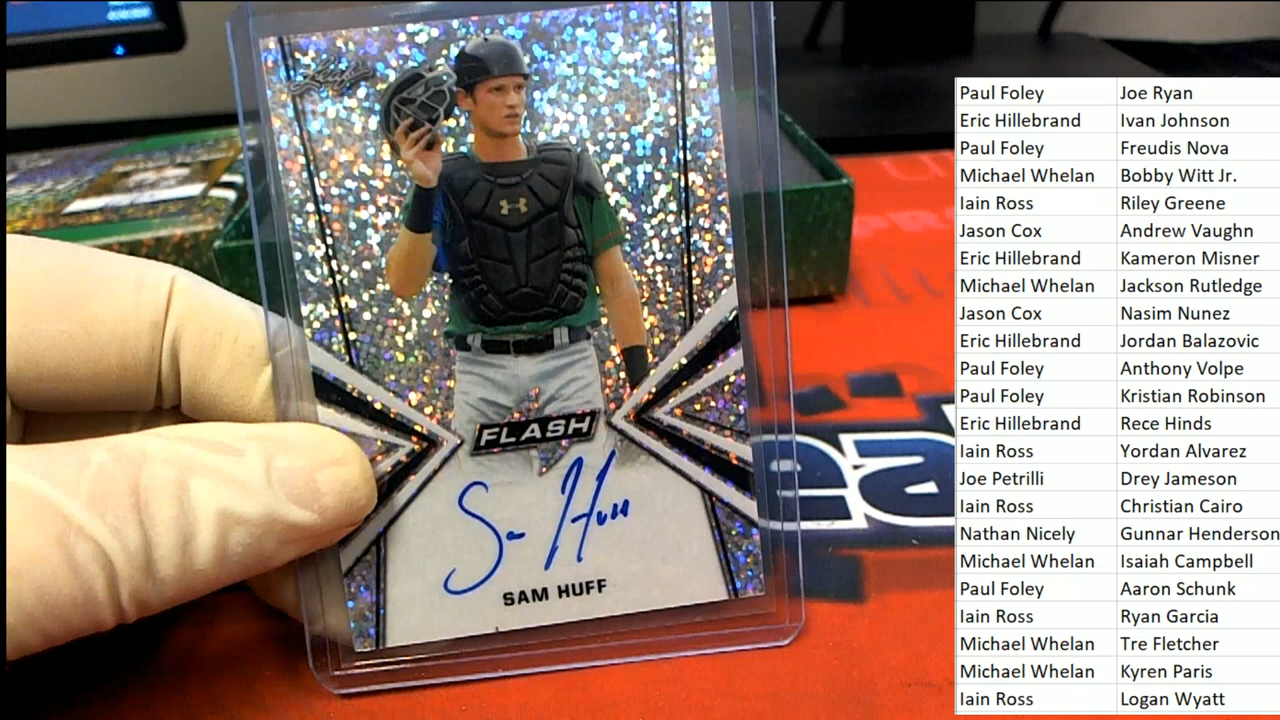 Leaf
FLASH
Sam Huff
SAM HUFF
ea
Paul Foley Joe Ryan
Eric Hillebrand Ivan Johnson
Paul Foley Freudis Nova
Michael Whelan Bobby Witt Jr.
Iain Ross Riley Greene
Jason Cox Andrew Vaughn
Eric Hillebrand Kameron Misner
Michael Whelan Jackson Rutledge
Jason Cox Nasim Nunez
Eric Hillebrand Jordan Balazovic
Paul Foley Anthony Volpe
Paul Foley Kristian Robinson
Eric Hillebrand Rece Hinds
Iain Ross Yordan Alvarez
Joe Petrilli Drey Jameson
Iain Ross Christian Cairo
Nathan Nicely Gunnar Henderson
Michael Whelan Isaiah Campbell
Paul Foley Aaron Schunk
Iain Ross Ryan Garcia
Michael Whelan Tre Fletcher
Michael Whelan Kyren Paris
Iain Ross Logan Wyatt